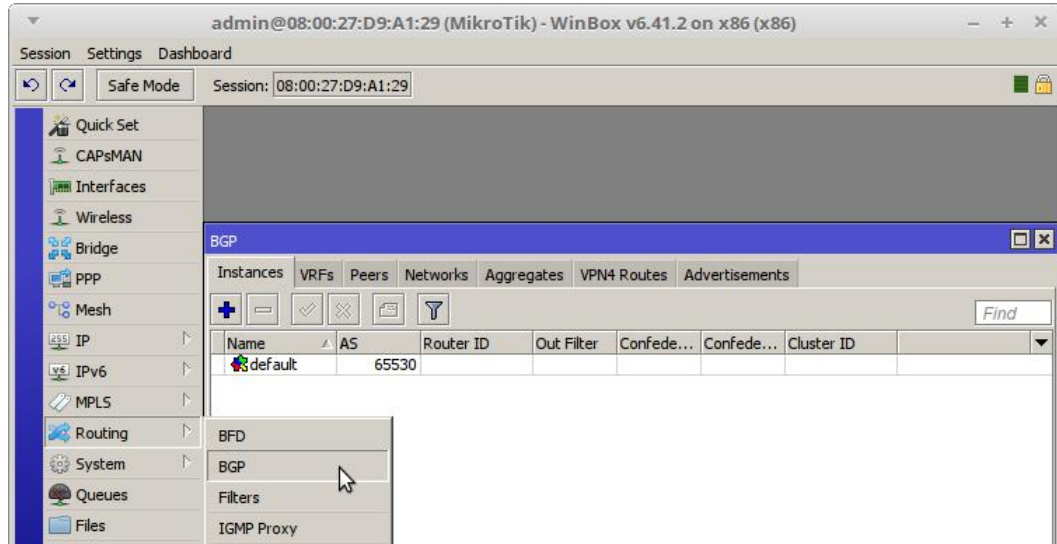 admin@08:00:27:D9:A1:29 (MikroTik) - WinBox v6.41.2 on x86 (x86)
Session Settings Dashboard
Safe Mode Session: 08:00:27:D9:A1:29
Quick Set
CAPsMAN
Interfaces
Wireless
Bridge
PPP
Mesh
255 IP
v6 IPv6
MPLS
Routing
System
Queues
Files
BGP
Instances VRFs Peers Networks Aggregates VPN4 Routes Advertisements
Find
Name AS Router ID Out Filter Confede... Confede... Cluster ID
default 65530
BFD
BGP
Filters
IGMP Proxy